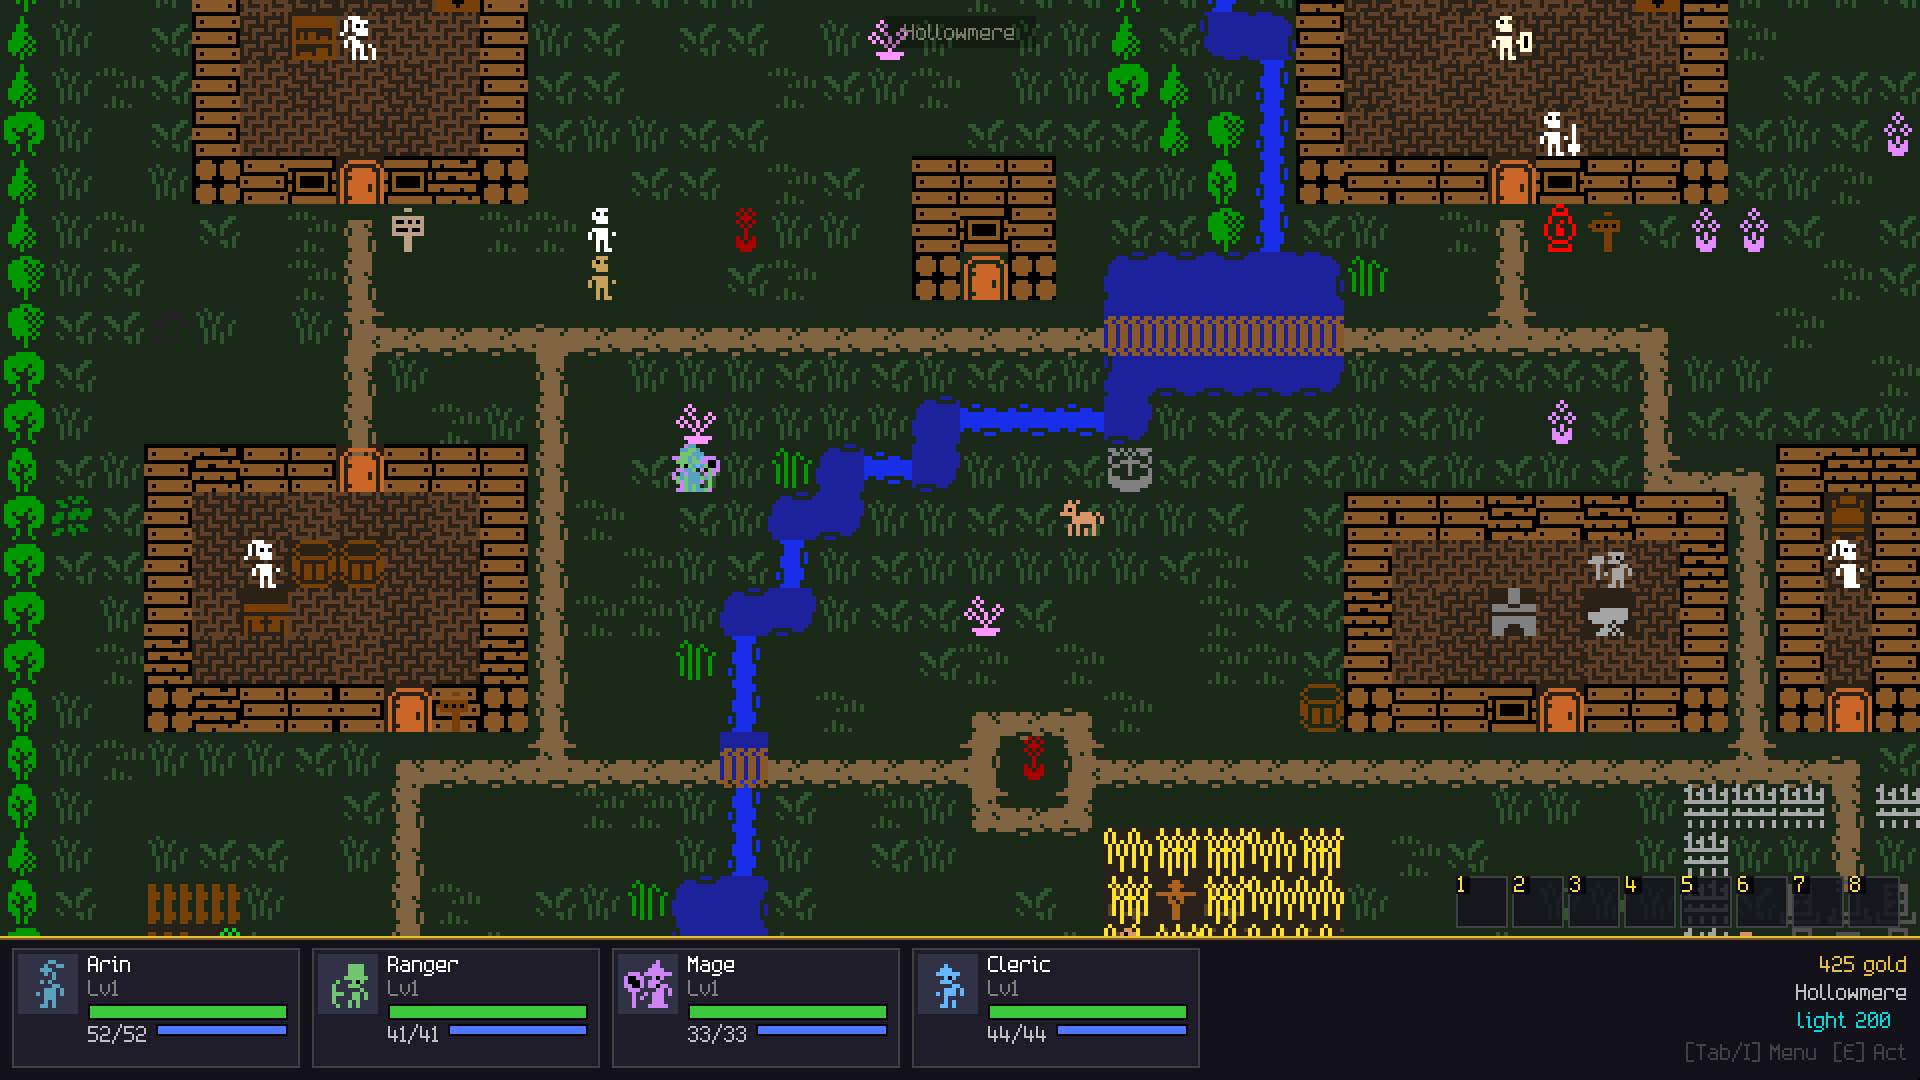 Hollowmere
1 2 3 4 5 6 7 8
Arin
Lv1
52/52
Ranger
Lv1
41/41
Mage
Lv1
33/33
Cleric
Lv1
44/44
425 gold
Hollowmere
light 200
[Tab/I] Menu [E] Act